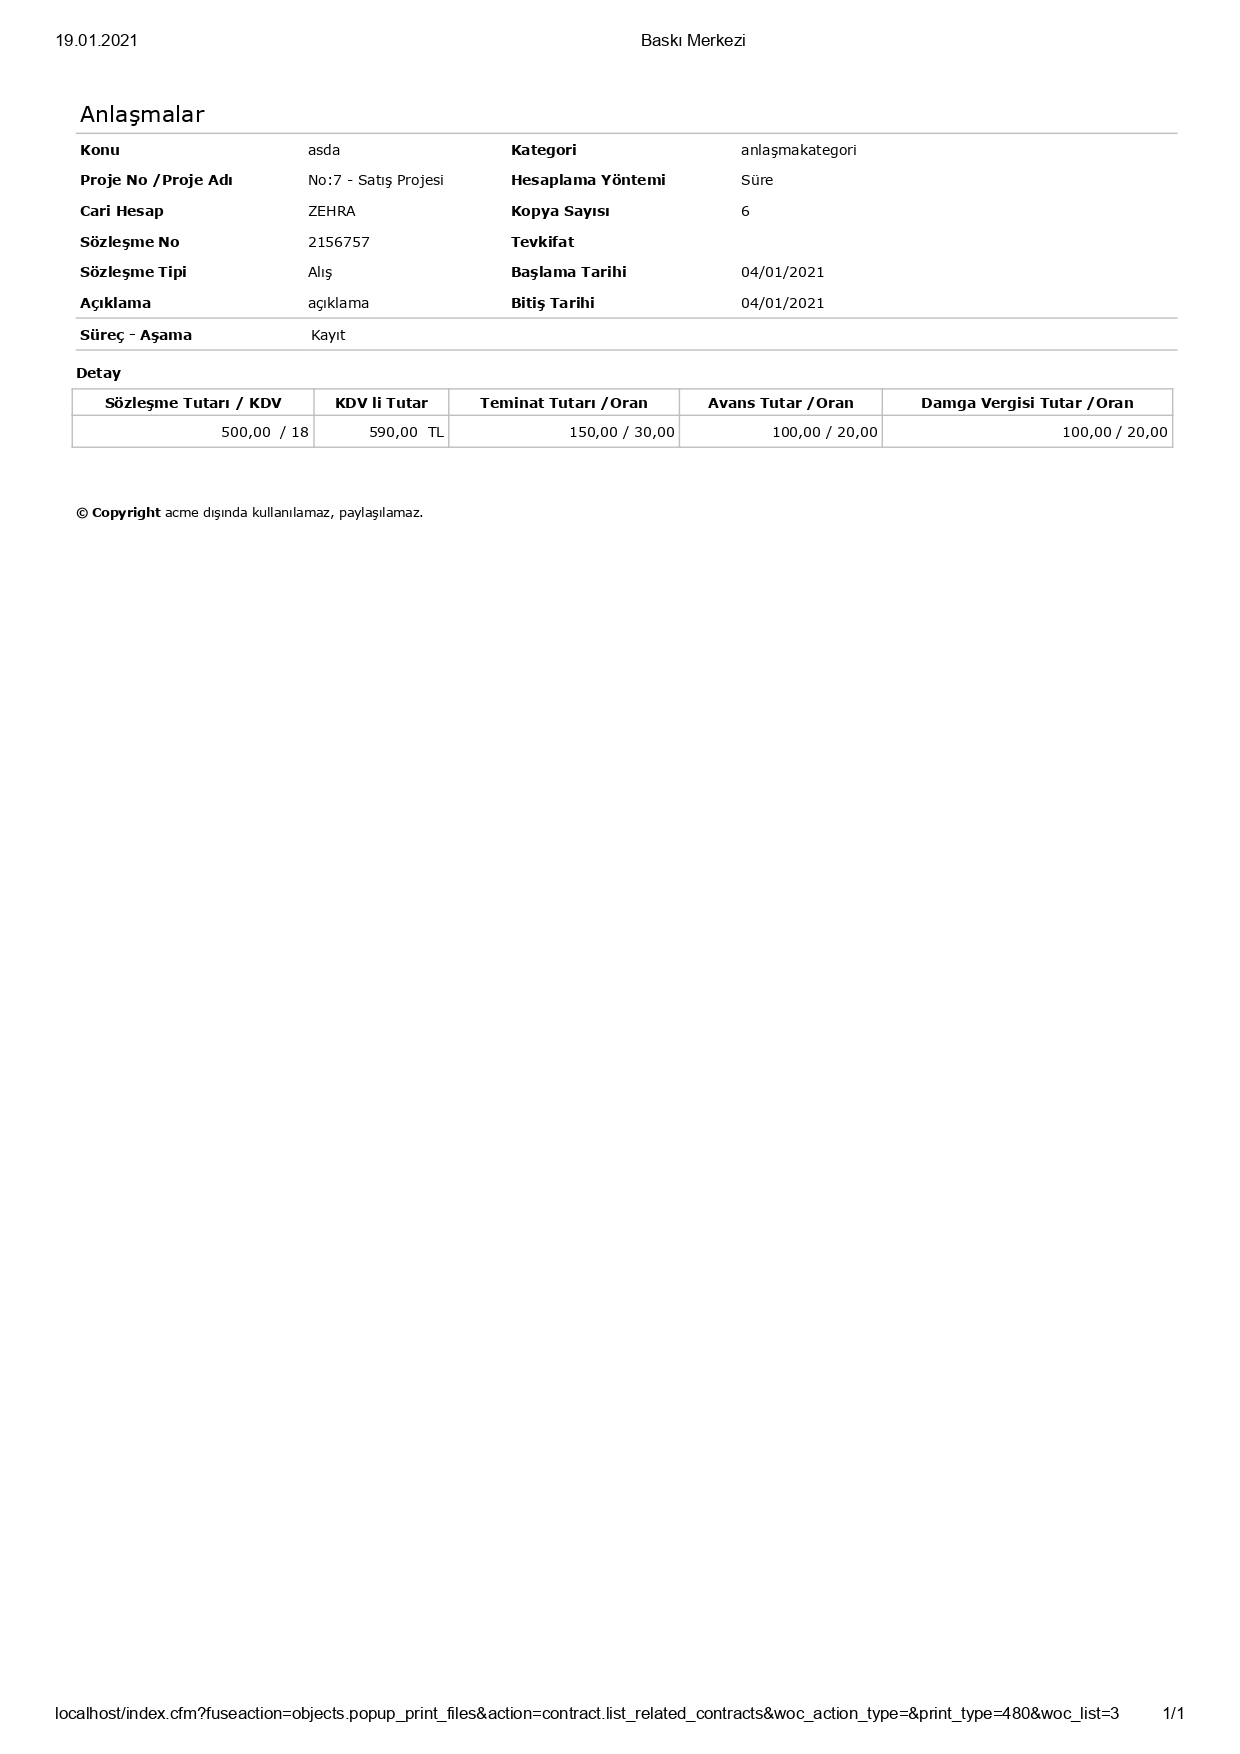 19.01.2021 Baskı Merkezi
Anlaşmalar
Konu asda Kategori anlaşmakategori
Proje No /Proje Adı No:7 - Satış Projesi Hesaplama Yöntemi Süre
Cari Hesap ZEHRA Kopya Sayısı 6
Sözleşme No 2156757 Tevkifat
Sözleşme Tipi Alış Başlama Tarihi 04/01/2021
Açıklama açıklama Bitiş Tarihi 04/01/2021
Süreç - Aşama Kayıt
Detay
Sözleşme Tutarı / KDV KDV li Tutar Teminat Tutarı /Oran Avans Tutar /Oran Damga Vergisi Tutar /Oran
500,00 / 18 590,00 TL 150,00 / 30,00 100,00 / 20,00 100,00 / 20,00
© Copyright acme dışında kullanılamaz, paylaşılamaz.
localhost/index.cfm?fuseaction=objects.popup_print_files&action=contract.list_related_contracts&woc_action_type=&print_type=480&woc_list=3 1/1